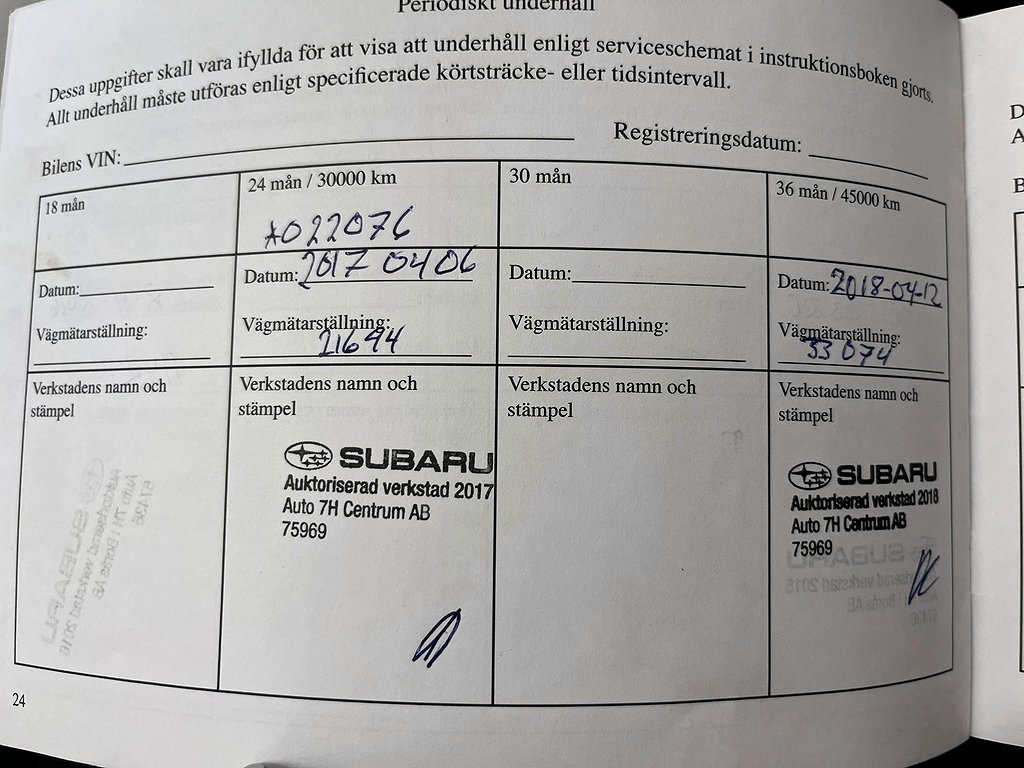 Periodiskt underhåll
Dessa uppgifter skall vara ifyllda för att visa att underhåll enligt serviceschemat i instruktionsboken gjorts.
Allt underhåll måste utföras enligt specificerade körtsträcke- eller tidsintervall.
Bilens VIN:
Registreringsdatum:
18 mån
Datum:
Vägmätarställning:
Verkstadens namn och
stämpel
24 mån / 30000 km
A022076
Datum: 2017 04 06
Vägmätarställning:
21694
Verkstadens namn och
stämpel
SUBARU
Auktoriserad verkstad 2017
Auto 7H Centrum AB
75969
30 mån
Datum:
Vägmätarställning:
Verkstadens namn och
stämpel
36 mån / 45000 km
Datum: 2018-04-12
Vägmätarställning:
33 074
Verkstadens namn och
stämpel
SUBARU
Auktoriserad verkstad 2018
Auto 7H Centrum AB
75969
24